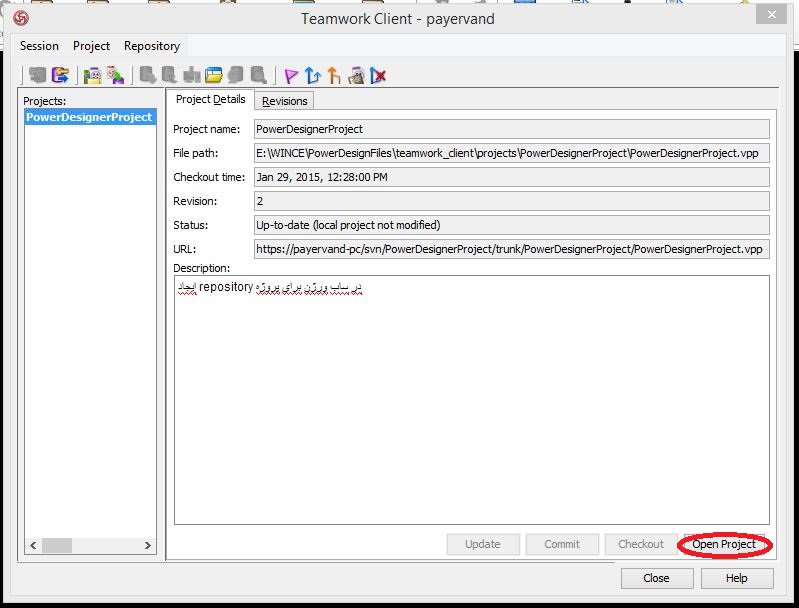 Teamwork Client - payervand
Session Project Repository
Projects:
PowerDesignerProject
Project Details Revisions
Project name: PowerDesignerProject
File path: E:\WINCE\PowerDesignFiles\teamwork_client\projects\PowerDesignerProject\PowerDesignerProject.vpp
Checkout time: Jan 29, 2015, 12:28:00 PM
Revision: 2
Status: Up-to-date (local project not modified)
URL: https://payervand-pc/svn/PowerDesignerProject/trunk/PowerDesignerProject/PowerDesignerProject.vpp
Description:
ایجاد repository در ساب ورژن برای پروژه
Update Commit Checkout Open Project
Close Help